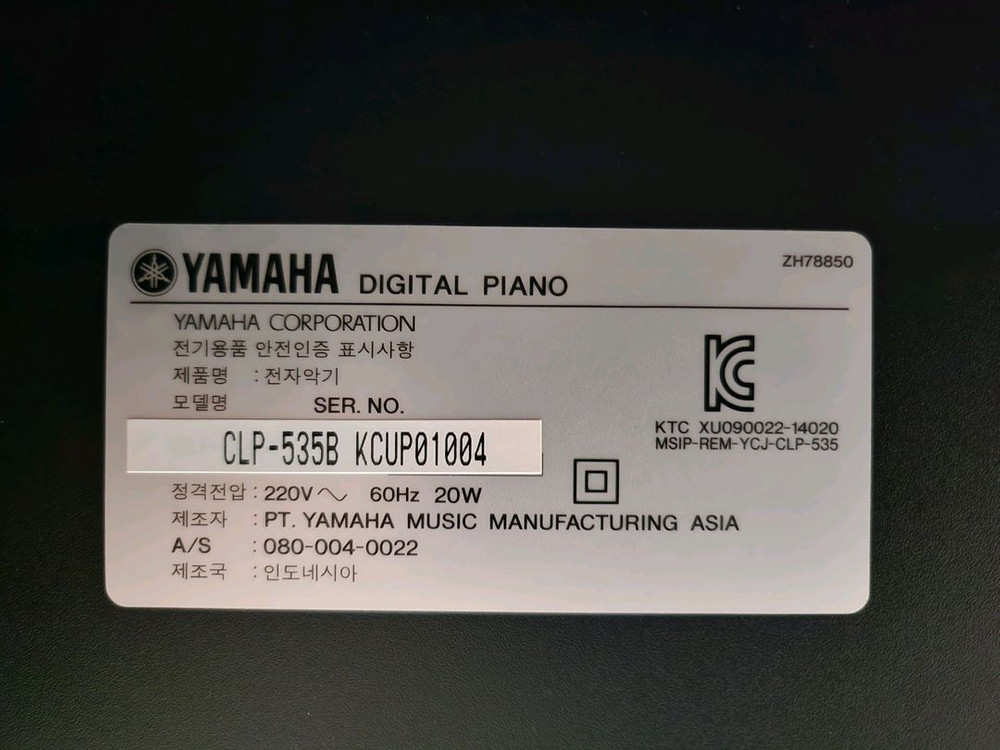 YAMAHA DIGITAL PIANO
ZH78850
YAMAHA CORPORATION
전기용품 안전인증 표시사항
제품명 : 전자악기
모델명 SER. NO.
CLP-535B KCUP01004
KTC XU090022-14020
MSIP-REM-YCJ-CLP-535
정격전압 : 220V～ 60Hz 20W
제조자 : PT. YAMAHA MUSIC MANUFACTURING ASIA
A/S : 080-004-0022
제조국 : 인도네시아